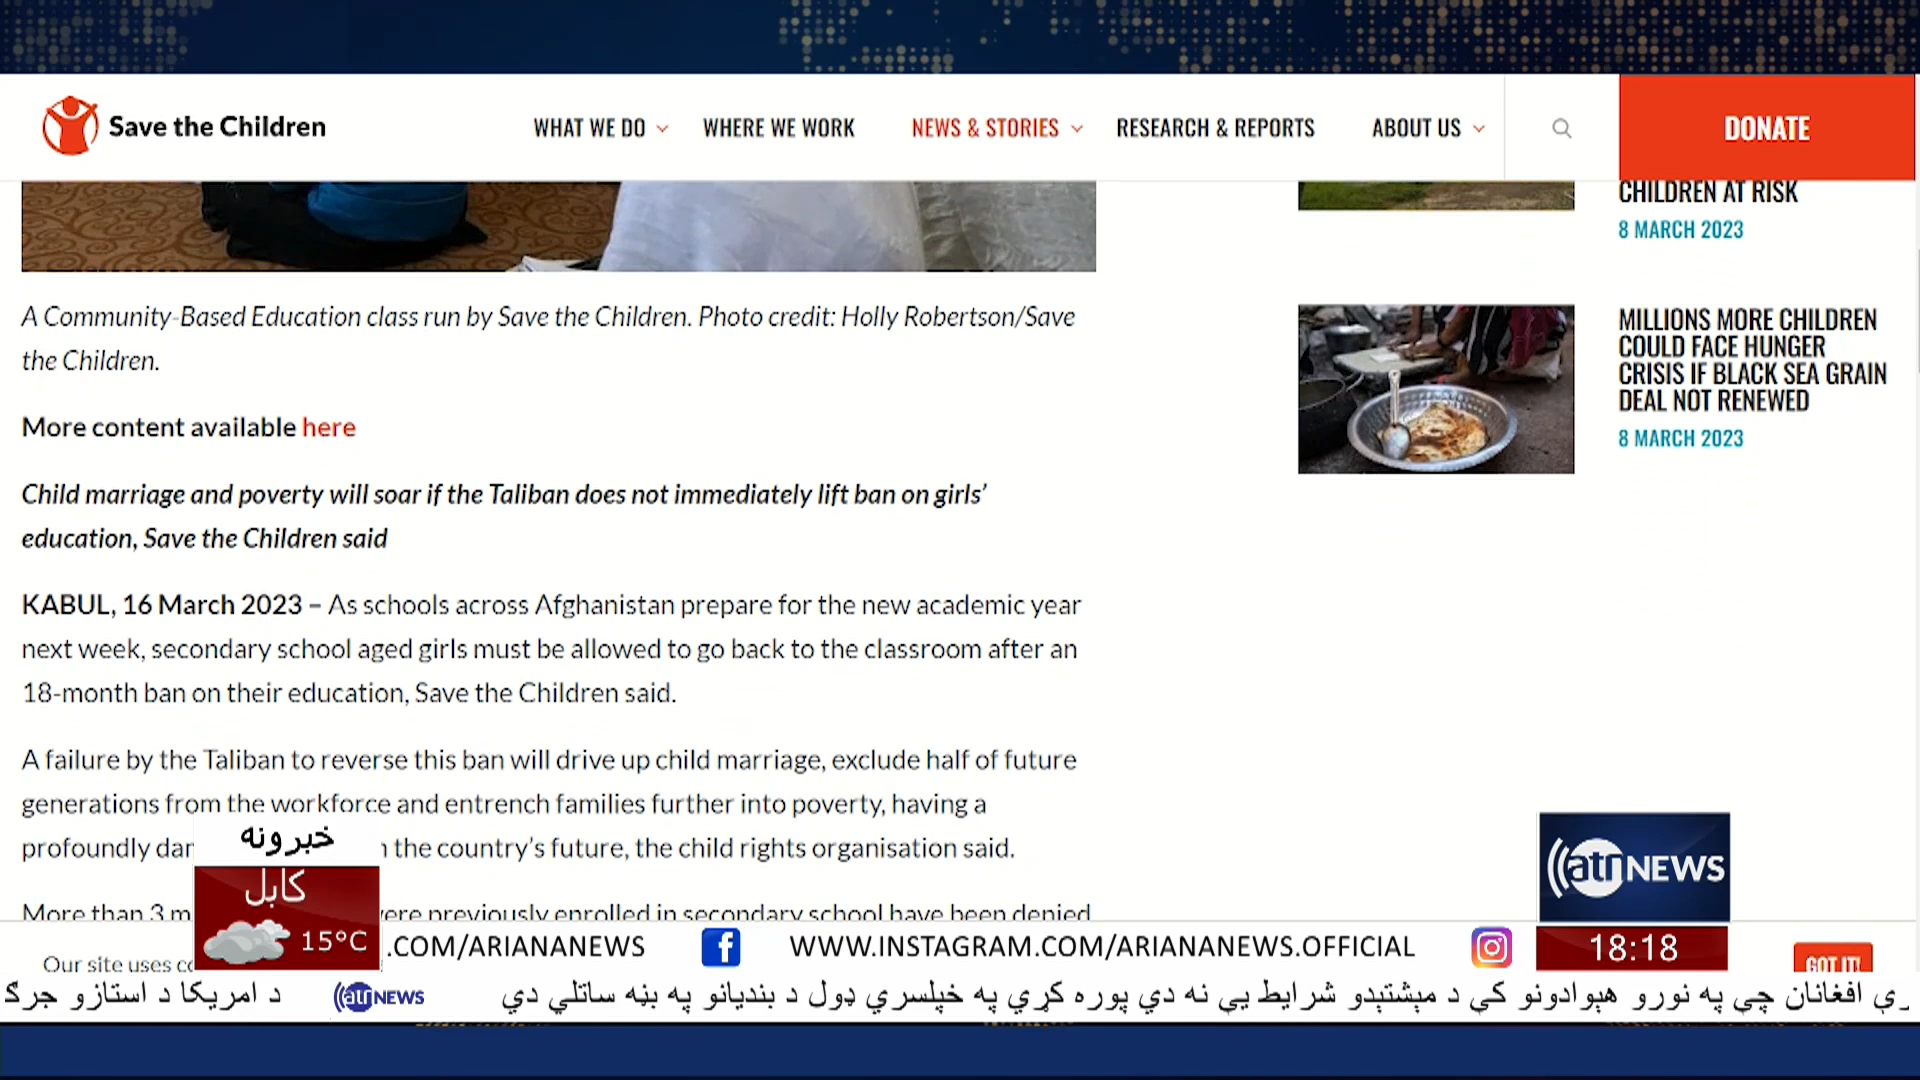 Save the Children
WHAT WE DO
WHERE WE WORK
NEWS & STORIES
RESEARCH & REPORTS
ABOUT US
DONATE
CHILDREN AT RISK
8 MARCH 2023
MILLIONS MORE CHILDREN
COULD FACE HUNGER
CRISIS IF BLACK SEA GRAIN
DEAL NOT RENEWED
8 MARCH 2023
A Community-Based Education class run by Save the Children. Photo credit: Holly Robertson/Save
the Children.
More content available here
Child marriage and poverty will soar if the Taliban does not immediately lift ban on girls’
education, Save the Children said
KABUL, 16 March 2023 – As schools across Afghanistan prepare for the new academic year
next week, secondary school aged girls must be allowed to go back to the classroom after an
18-month ban on their education, Save the Children said.
A failure by the Taliban to reverse this ban will drive up child marriage, exclude half of future
generations from the workforce and entrench families further into poverty, having a
profoundly the country’s future, the child rights organisation said.
More than 3 were previously enrolled in secondary school have been denied
خبرونه
کابل
15°C
atn NEWS
18:18
.COM/ARIANANEWS
WWW.INSTAGRAM.COM/ARIANANEWS.OFFICIAL
Our site uses
GOT IT!
افغانان چې په نورو هېوادونو کې د مېشتېدو شرایط یې نه دي پوره کړي په خپلسري ډول د بندیانو په بڼه ساتلي دي
atn NEWS
د امریکا د استازو جرګ